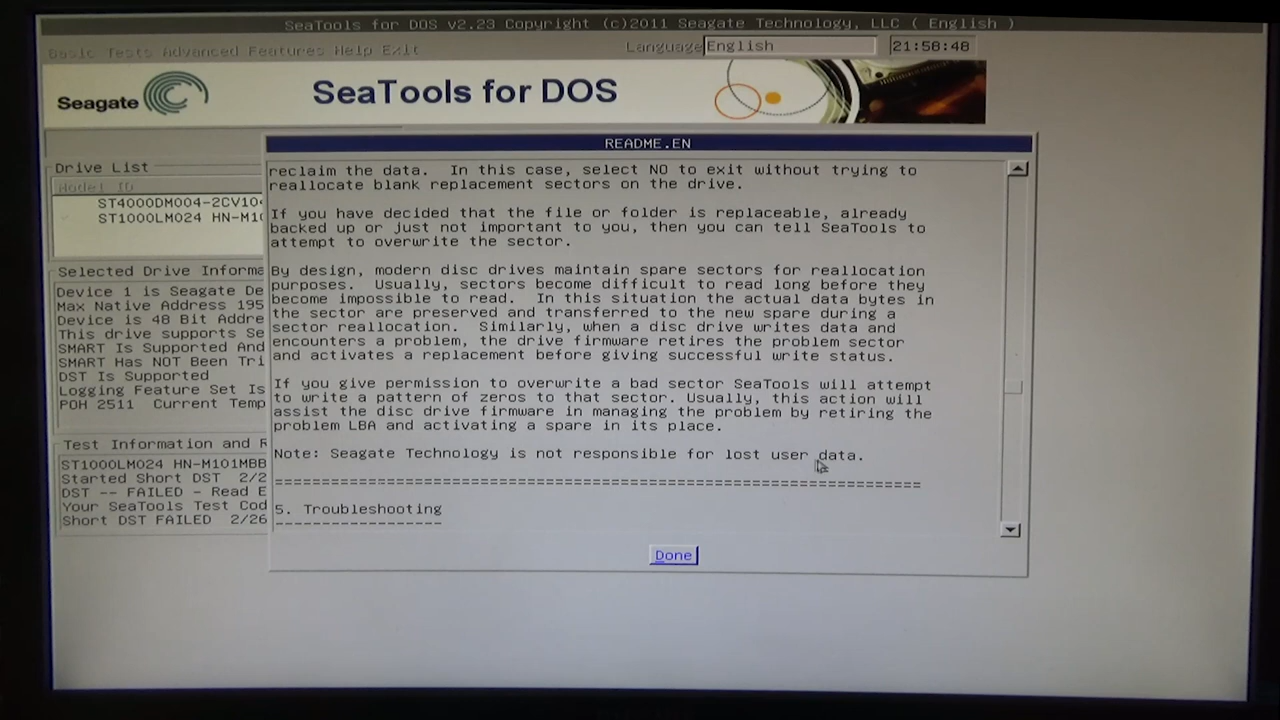 SeaTools for DOS v2.23 Copyright (c)2011 Seagate Technology, LLC ( English )
Basic Tests Advanced Features Help Exit
Language English 21:58:48
Seagate SeaTools for DOS
README.EN
Drive List
Model ID
ST4000DM004-2CV10
ST1000LM024 HN-M10
Selected Drive Informa
Device 1 is Seagate De
Max Native Address 195
Device is 48 Bit Addre
This drive supports Se
SMART Is Supported And
SMART Has NOT Been Tri
DST Is Supported
Logging Feature Set Is
POH 2511 Current Temp
Test Information and R
ST1000LM024 HN-M101MBB
Started Short DST 2/2
DST -- FAILED - Read E
Your SeaTools Test Cod
Short DST FAILED 2/26
reclaim the data. In this case, select NO to exit without trying to
reallocate blank replacement sectors on the drive.
If you have decided that the file or folder is replaceable, already
backed up or just not important to you, then you can tell SeaTools to
attempt to overwrite the sector.
By design, modern disc drives maintain spare sectors for reallocation
purposes. Usually, sectors become difficult to read long before they
become impossible to read. In this situation the actual data bytes in
the sector are preserved and transferred to the new spare during a
sector reallocation. Similarly, when a disc drive writes data and
encounters a problem, the drive firmware retires the problem sector
and activates a replacement before giving successful write status.
If you give permission to overwrite a bad sector SeaTools will attempt
to write a pattern of zeros to that sector. Usually, this action will
assist the disc drive firmware in managing the problem by retiring the
problem LBA and activating a spare in its place.
Note: Seagate Technology is not responsible for lost user data.
=====================================================================
5. Troubleshooting
------------------
Done